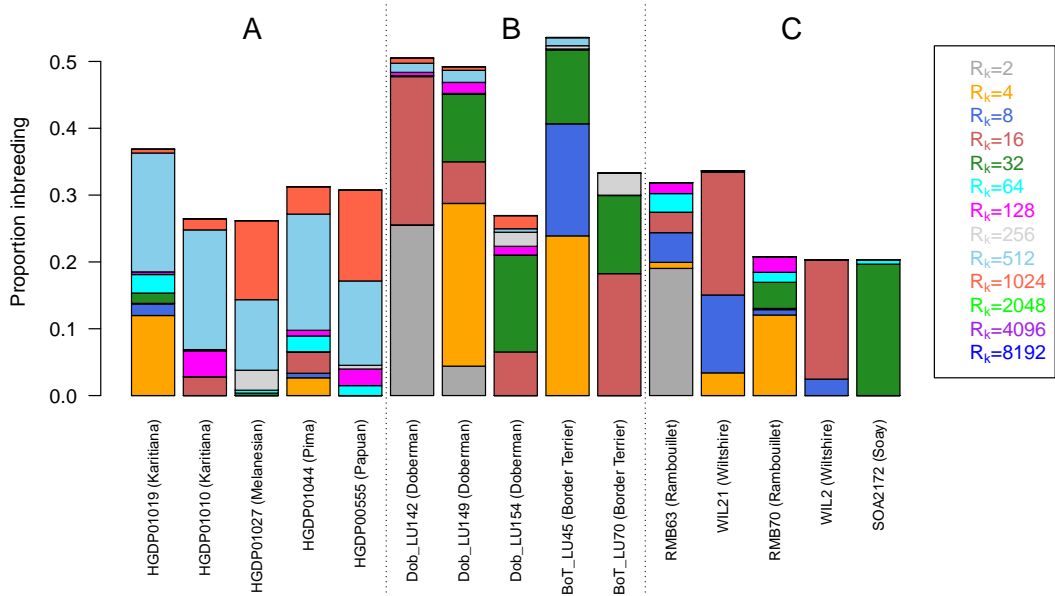 A B C
Proportion inbreeding
0.5
0.4
0.3
0.2
0.1
0.0
HGDP01019 (Karitiana)
HGDP01010 (Karitiana)
HGDP01027 (Melanesian)
HGDP01044 (Pima)
HGDP00555 (Papuan)
Dob_LU142 (Doberman)
Dob_LU149 (Doberman)
Dob_LU154 (Doberman)
BoT_LU45 (Border Terrier)
BoT_LU70 (Border Terrier)
RMB63 (Rambouillet)
WIL21 (Wiltshire)
RMB70 (Rambouillet)
WIL2 (Wiltshire)
SOA2172 (Soay)
Rk=2
Rk=4
Rk=8
Rk=16
Rk=32
Rk=64
Rk=128
Rk=256
Rk=512
Rk=1024
Rk=2048
Rk=4096
Rk=8192